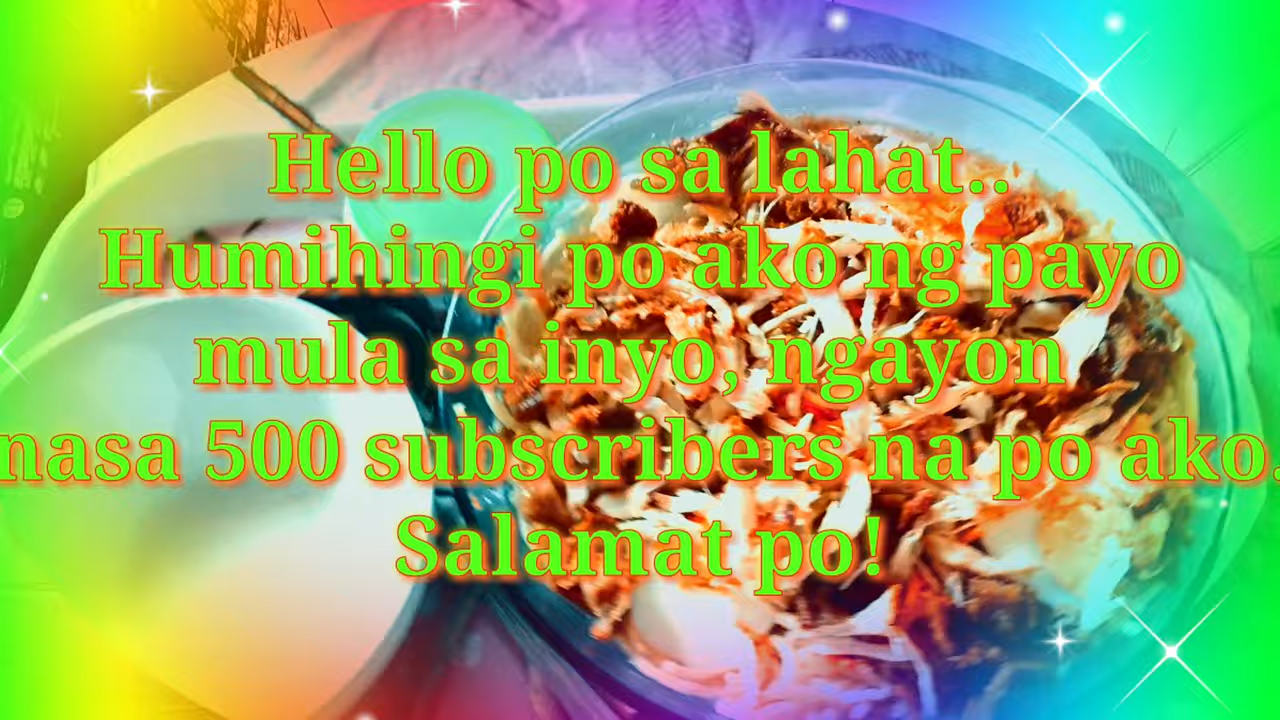 Hello po sa lahat..
Humihingi po ako ng payo
mula sa inyo, ngayon
nasa 500 subscribers na po ako.
Salamat po!